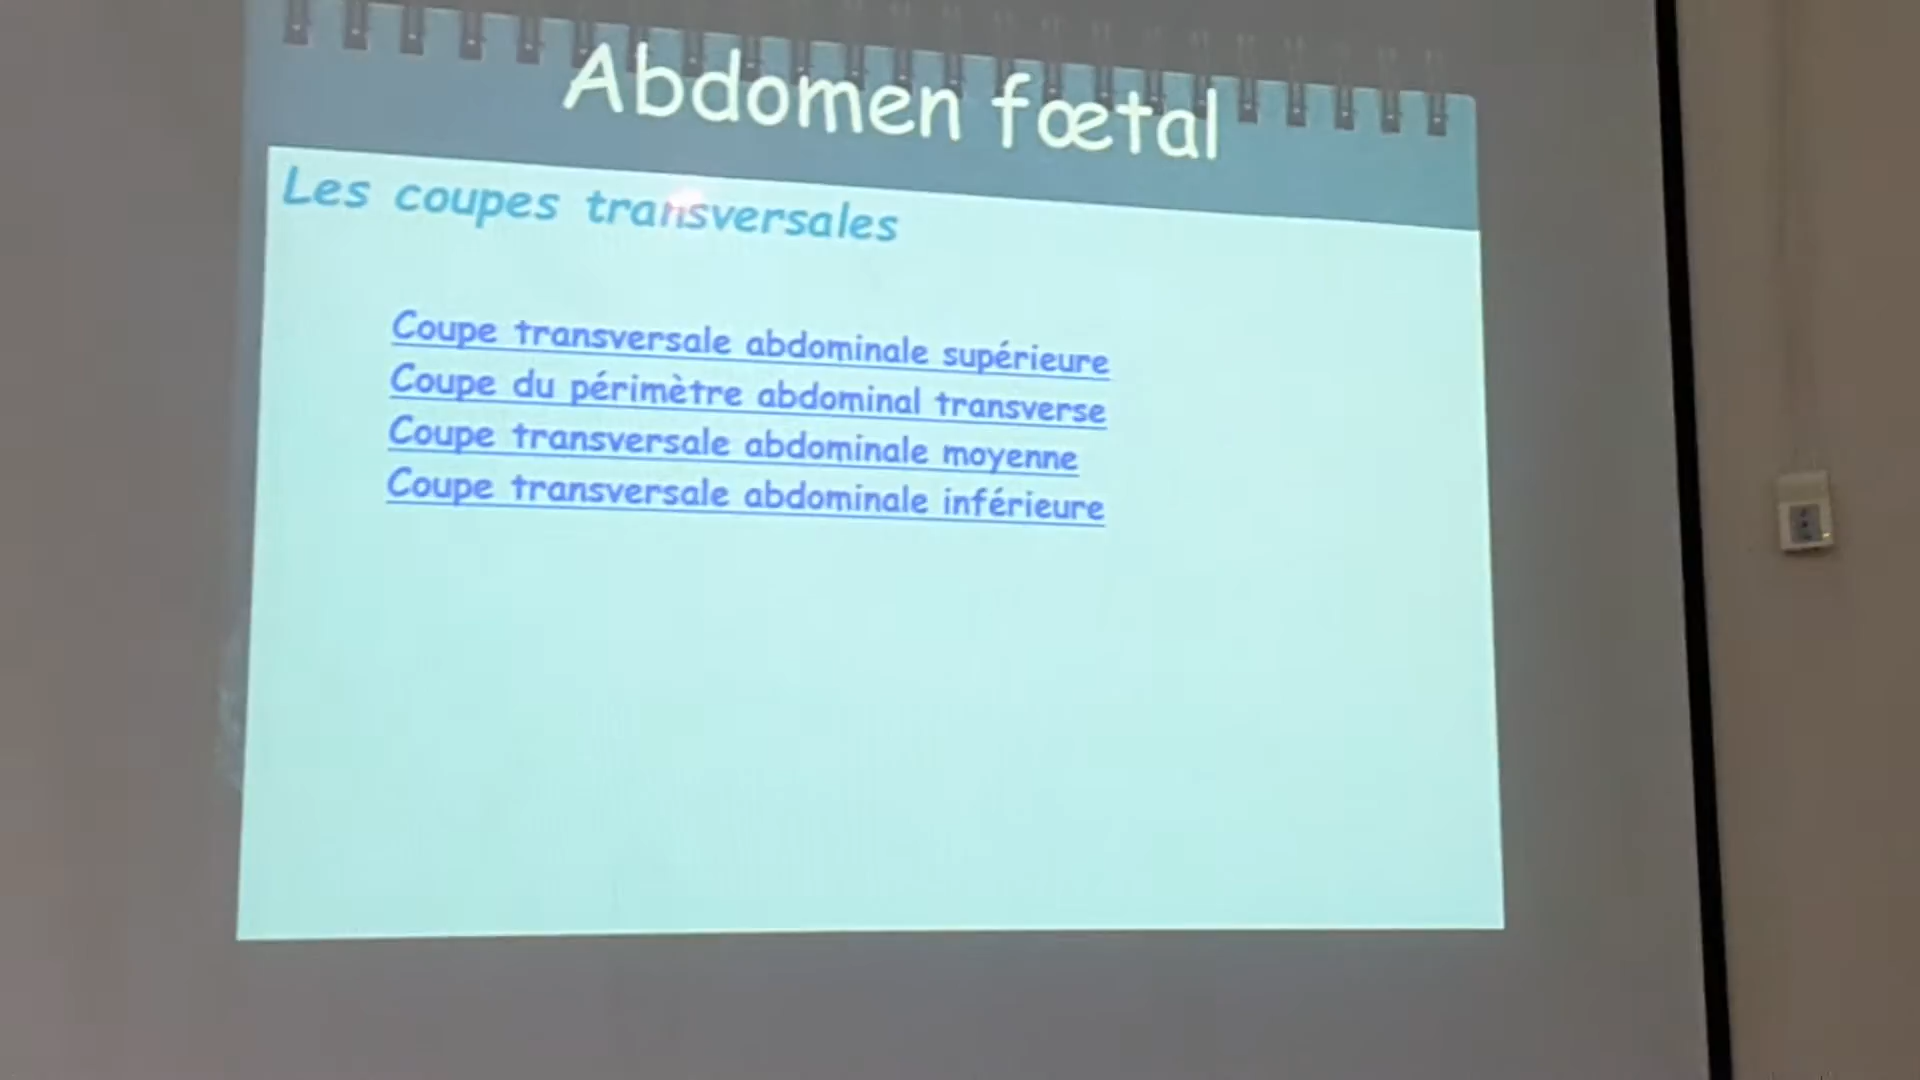 Abdomen fœtal
Les coupes transversales
Coupe transversale abdominale supérieure
Coupe du périmètre abdominal transverse
Coupe transversale abdominale moyenne
Coupe transversale abdominale inférieure